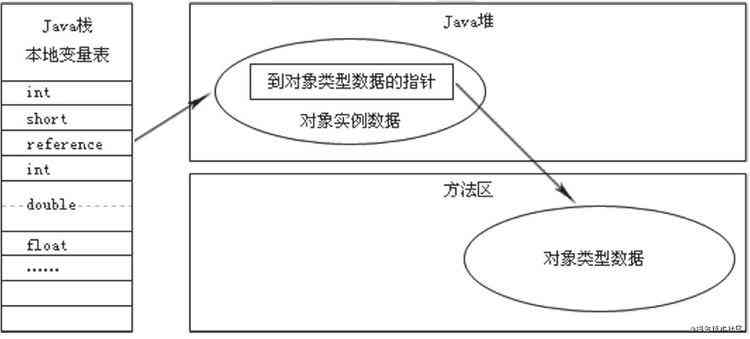 Java栈
本地变量表
int
short
reference
int
double
float
......
Java堆
到对象类型数据的指针
对象实例数据
方法区
对象类型数据